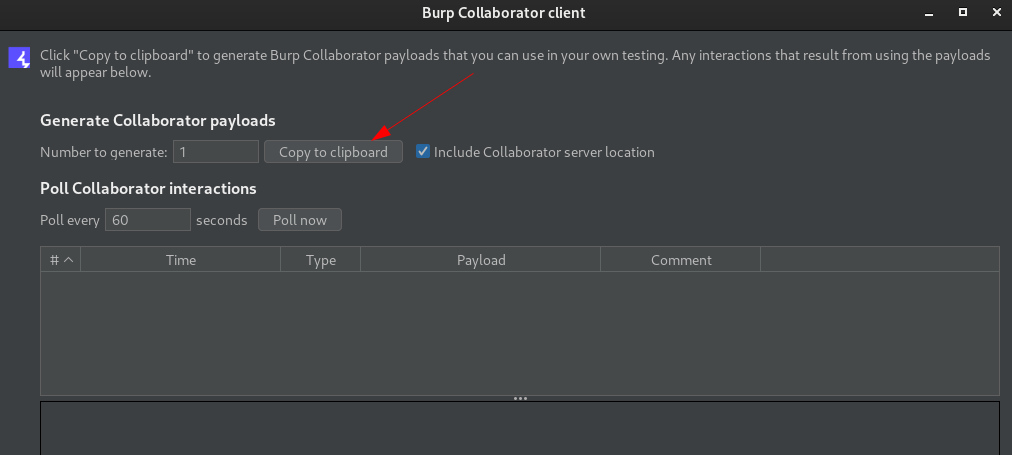 Burp Collaborator client
Click "Copy to clipboard" to generate Burp Collaborator payloads that you can use in your own testing. Any interactions that result from using the payloads
will appear below.
Generate Collaborator payloads
Number to generate: 1 Copy to clipboard Include Collaborator server location
Poll Collaborator interactions
Poll every 60 seconds Poll now
# Time Type Payload Comment